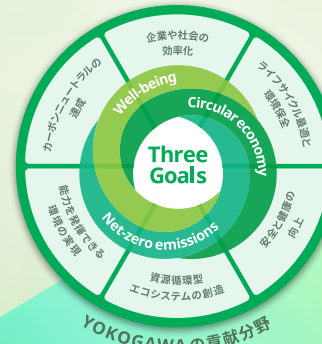 企業や社会の
効率化
ライフサイクル最適と
環境保全
安全と健康の
向上
資源循環型
エコシステムの創造
能力を発揮できる
環境の実現
カーボンニュートラルの
達成
Well-being
Circular economy
Net-zero emissions
Three
Goals
YOKOGAWAの貢献分野